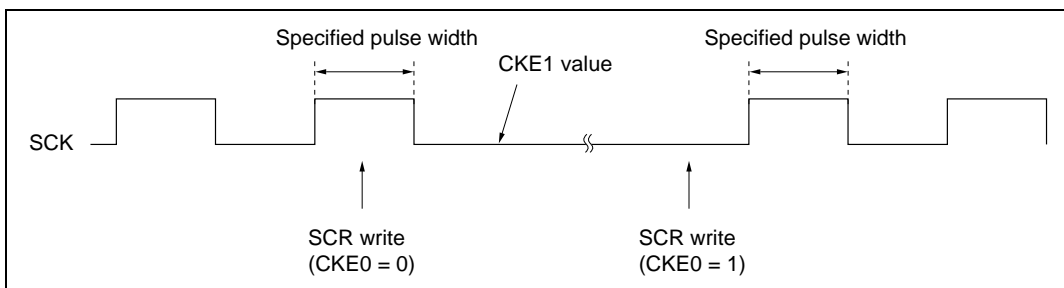 Specified pulse width
Specified pulse width
CKE1 value
SCK
SCR write
(CKE0 = 0)
SCR write
(CKE0 = 1)